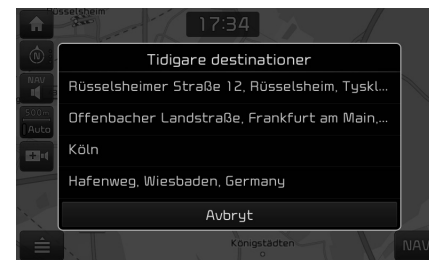 Rüsselsheim
17:34
Tidigare destinationer
NAV
Rüsselsheimer Straße 12, Rüsselsheim, Tyskl...
500m
Auto
Offenbacher Landstraße, Frankfurt am Main,...
Köln
Hafenweg, Wiesbaden, Germany
Avbryt
Königstädten
NAV